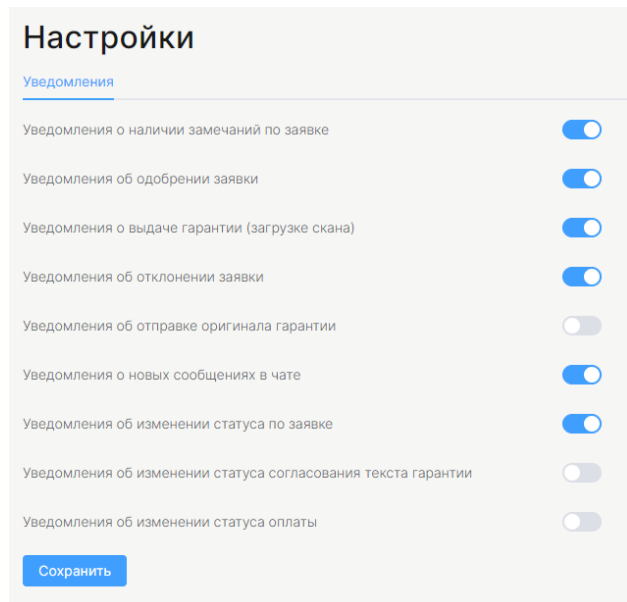 Настройки
Уведомления
Уведомления о наличии замечаний по заявке
Уведомления об одобрении заявки
Уведомления о выдаче гарантии (загрузке скана)
Уведомления об отклонении заявки
Уведомления об отправке оригинала гарантии
Уведомления о новых сообщениях в чате
Уведомления об изменении статуса по заявке
Уведомления об изменении статуса согласования текста гарантии
Уведомления об изменении статуса оплаты
Сохранить